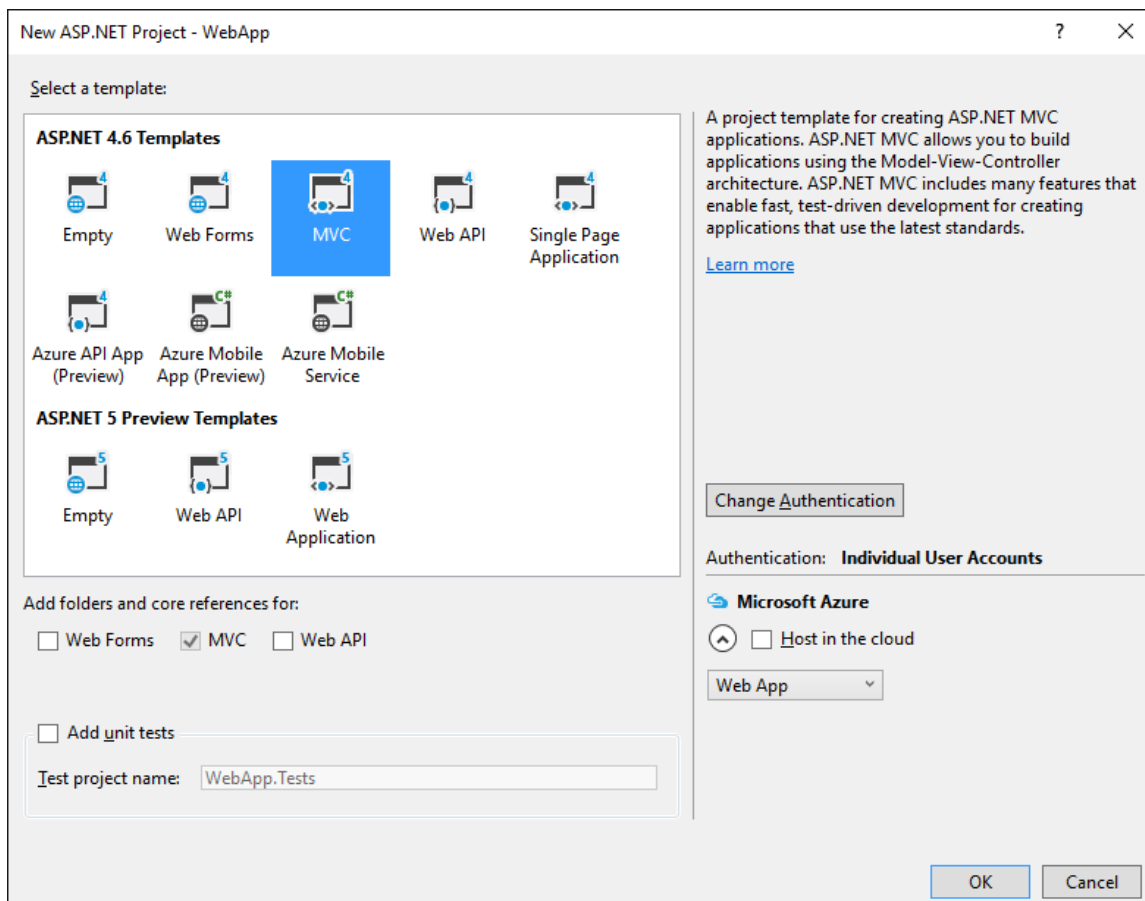 New ASP.NET Project - WebApp
?
Select a template:
ASP.NET 4.6 Templates
4 4 4 4 4
Empty Web Forms MVC Web API Single Page
Application
4 C# C#
Azure API App Azure Mobile Azure Mobile
(Preview) App (Preview) Service
ASP.NET 5 Preview Templates
5 5 5
Empty Web API Web
Application
Add folders and core references for:
Web Forms MVC Web API
Add unit tests
Test project name: WebApp.Tests
A project template for creating ASP.NET MVC
applications. ASP.NET MVC allows you to build
applications using the Model-View-Controller
architecture. ASP.NET MVC includes many features that
enable fast, test-driven development for creating
applications that use the latest standards.
Learn more
Change Authentication
Authentication: Individual User Accounts
Microsoft Azure
Host in the cloud
Web App
OK Cancel